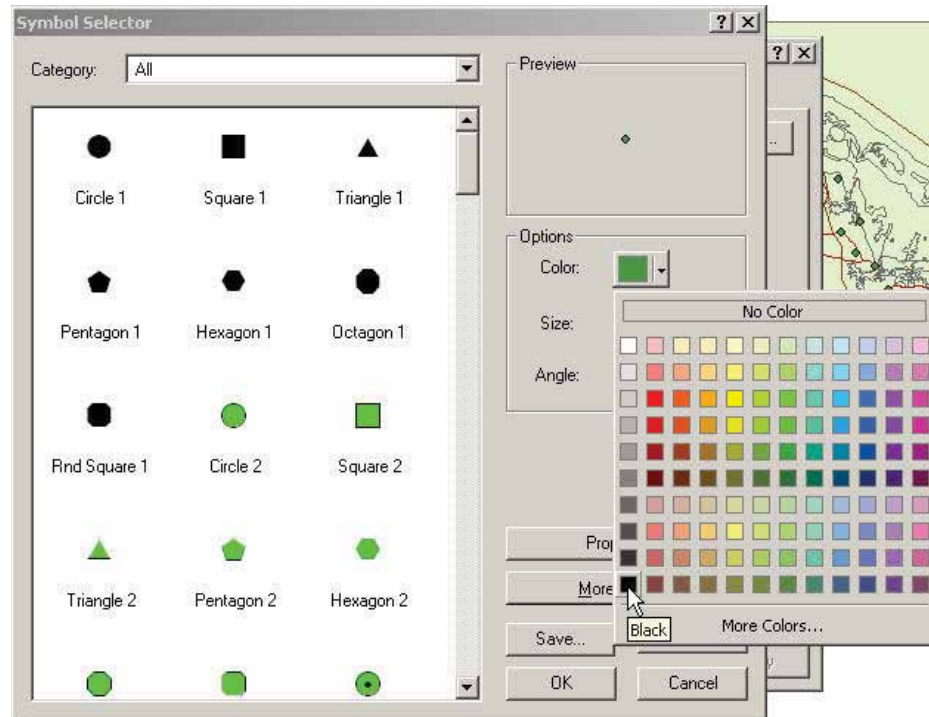 Symbol Selector
Category: All
Circle 1 Square 1 Triangle 1
Pentagon 1 Hexagon 1 Octagon 1
Rnd Square 1 Circle 2 Square 2
Triangle 2 Pentagon 2 Hexagon 2
Preview
Options
Color:
No Color
Size:
Angle:
More
Black
More Colors...
Save...
OK Cancel